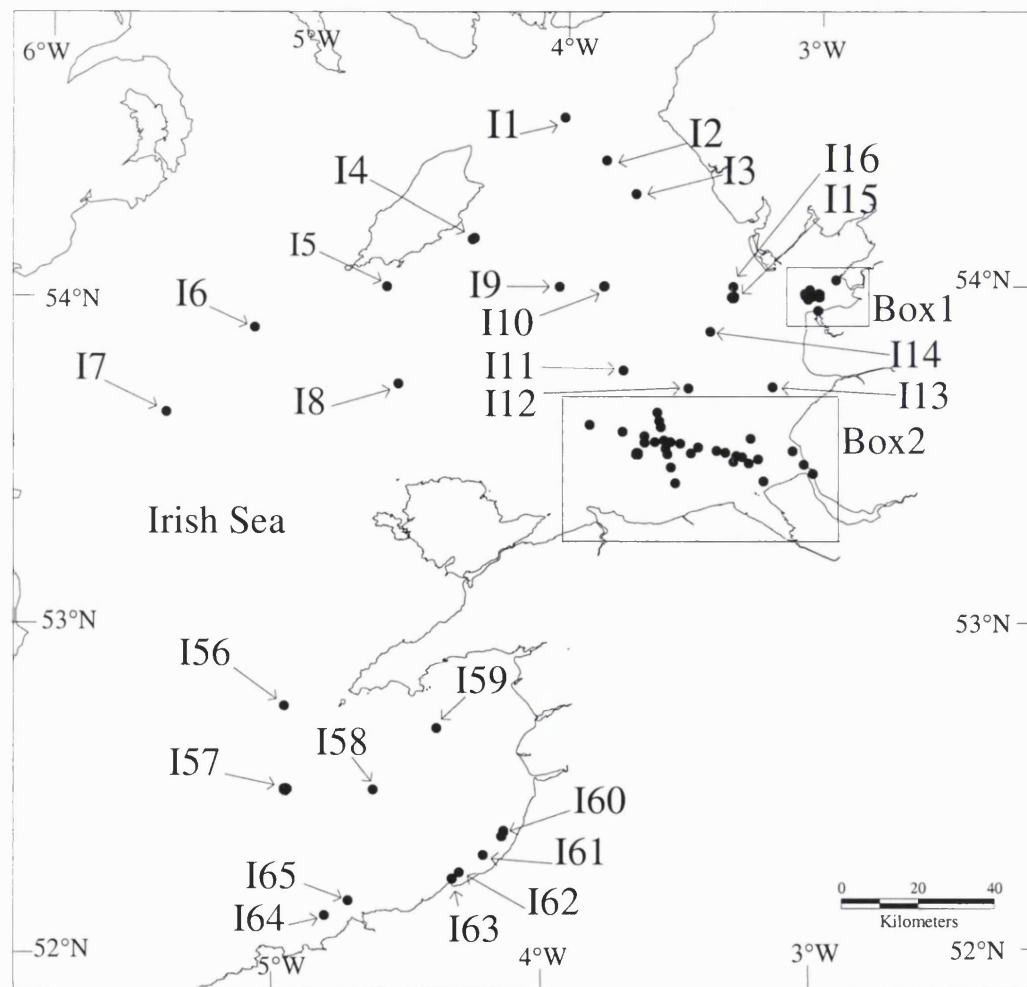 6°W
5°W
4°W
3°W
I1
I2
I3
I16
I15
I4
I5
I9
I10
54°N
54°N
I6
Box1
I7
I8
I11
I12
I14
I13
Box2
Irish Sea
53°N
53°N
I56
I59
I58
I57
I60
I61
I62
I63
I65
I64
0 20 40
Kilometers
52°N
5°W
4°W
3°W
52°N